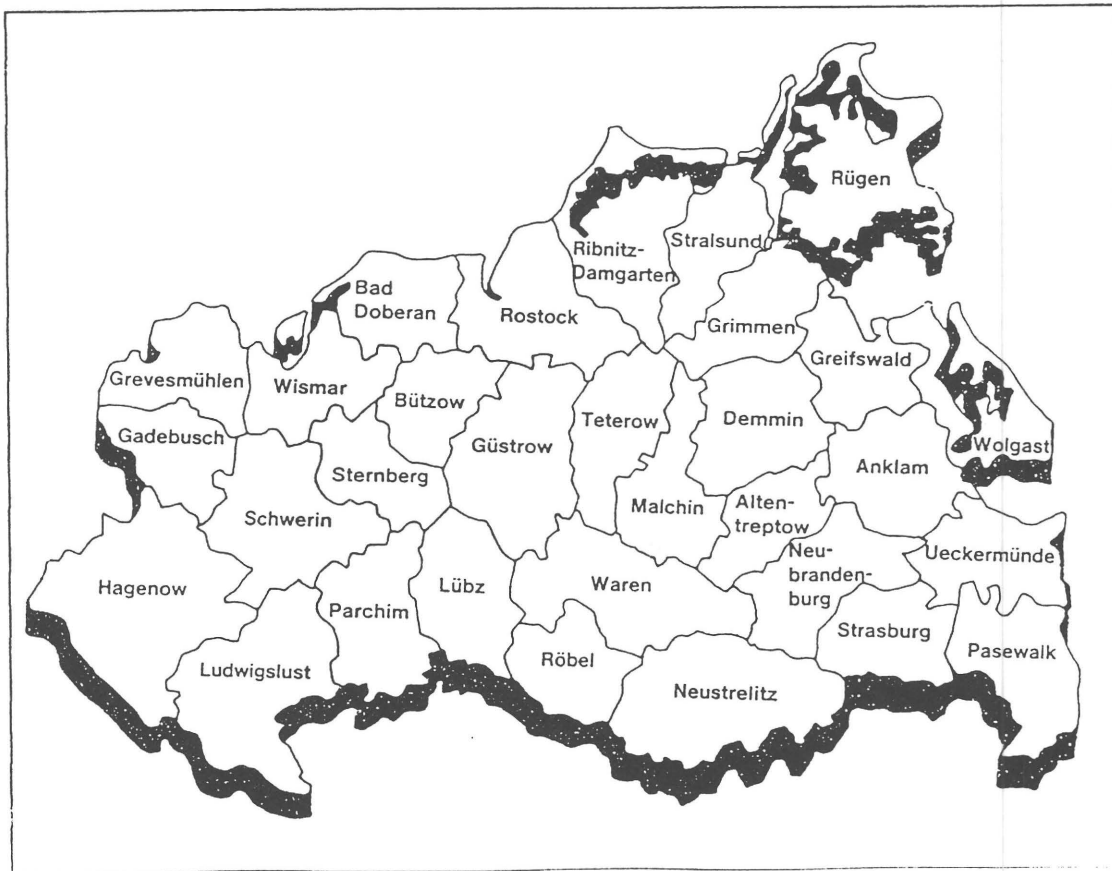 Rügen
Ribnitz-
Damgarten
Stralsund
Bad
Doberan
Rostock
Grimmen
Greifswald
Grevesmühlen
Wismar
Bützow
Teterow
Demmin
Wolgast
Gadebusch
Güstrow
Anklam
Sternberg
Malchin
Alten-
treptow
Schwerin
Ueckermünde
Hagenow
Parchim
Lübz
Waren
Neu-
branden-
burg
Strasburg
Pasewalk
Ludwigslust
Röbel
Neustrelitz